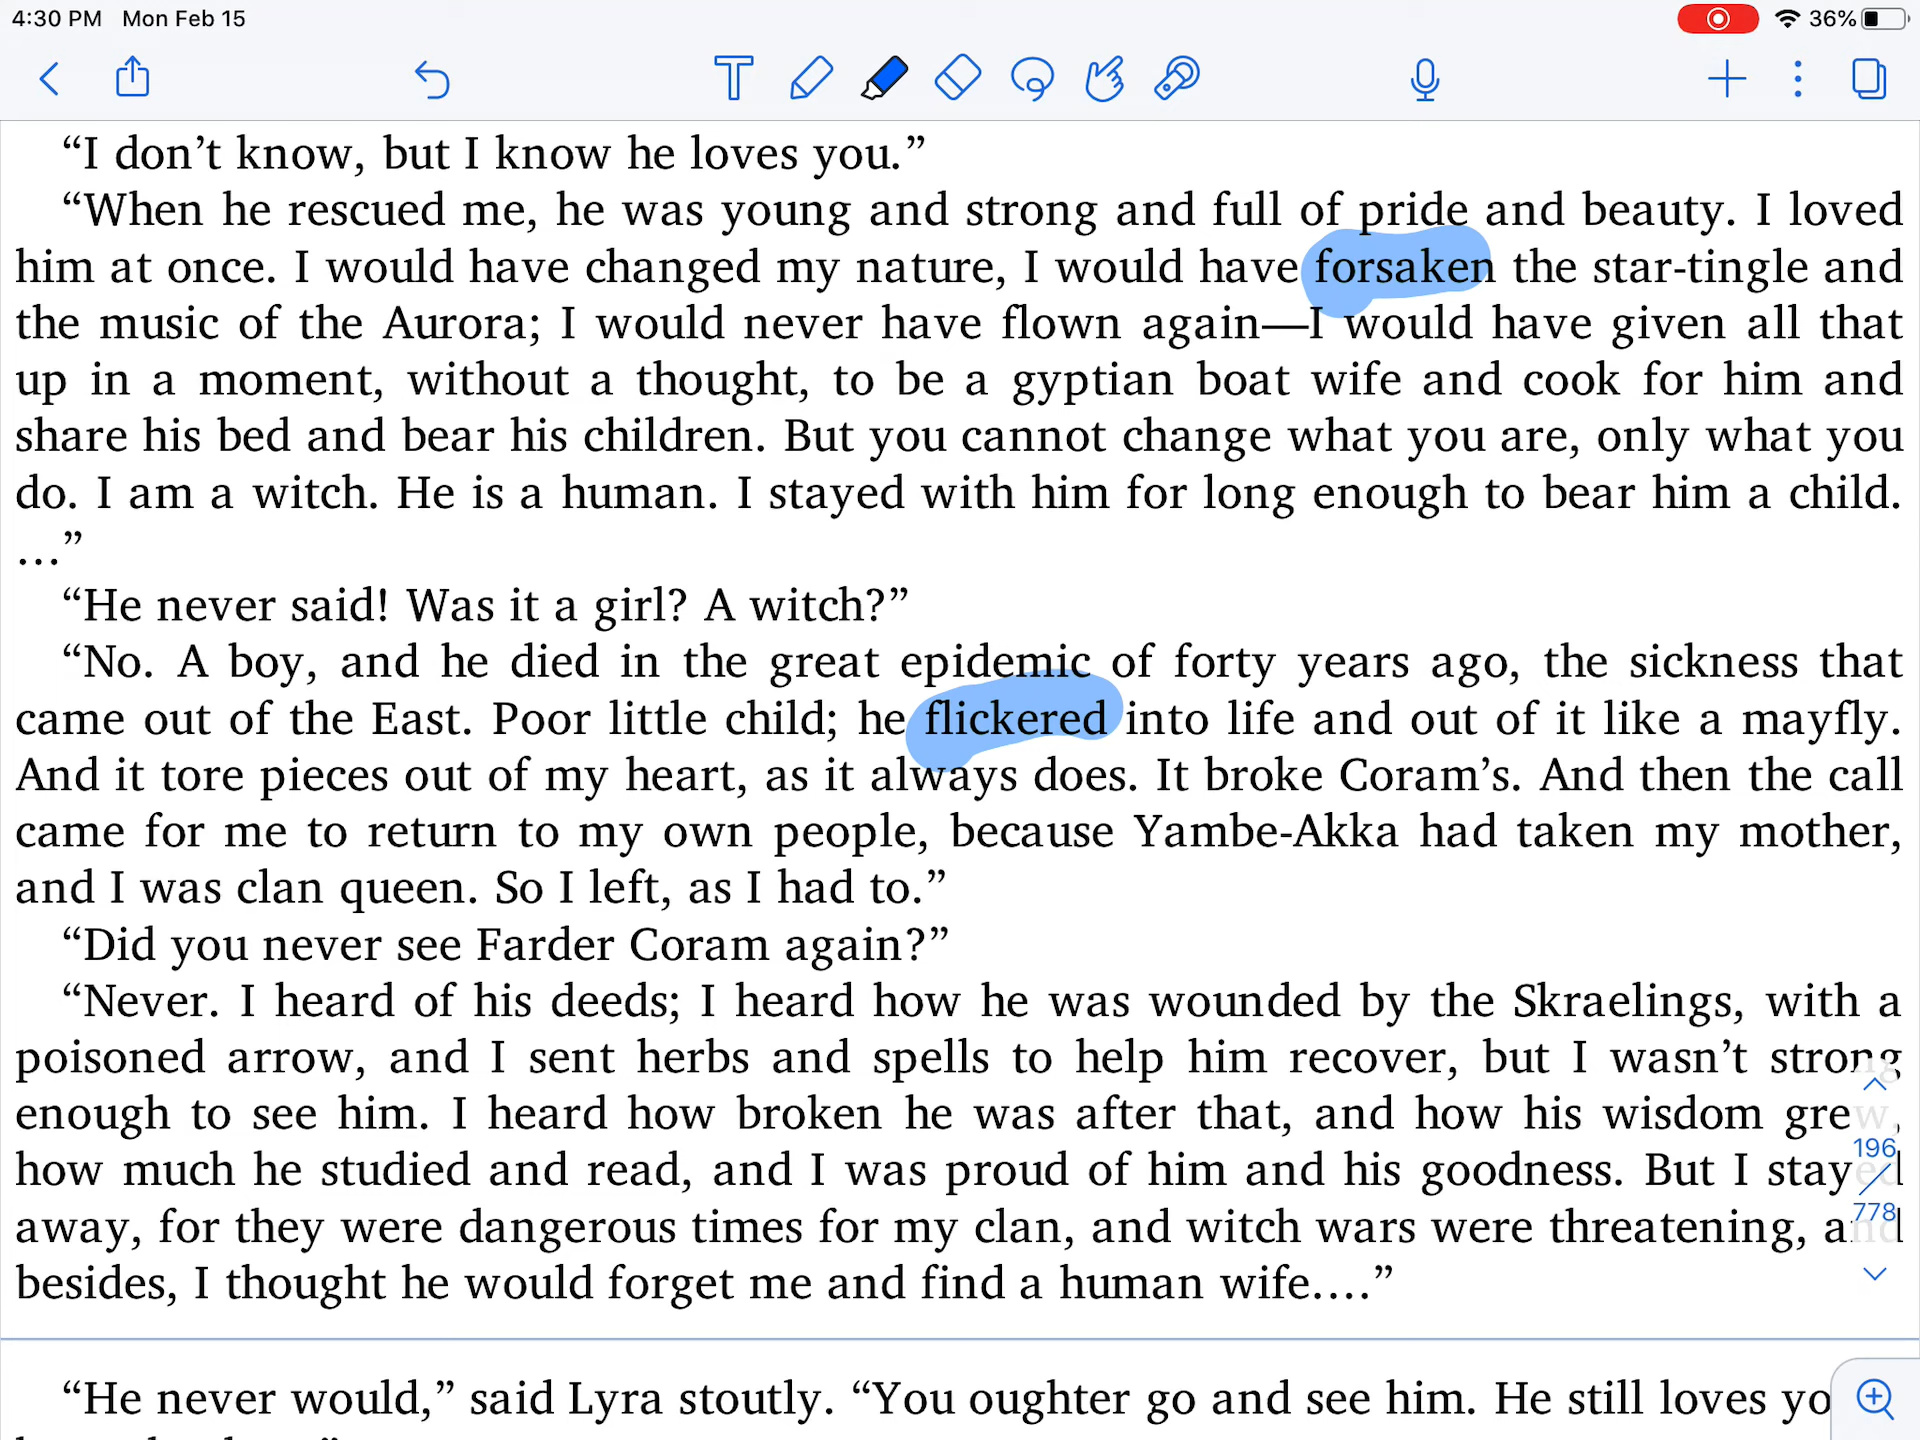 4:30 PM Mon Feb 15 36%
“I don’t know, but I know he loves you.”
“When he rescued me, he was young and strong and full of pride and beauty. I loved
him at once. I would have changed my nature, I would have forsaken the star-tingle and
the music of the Aurora; I would never have flown again—I would have given all that
up in a moment, without a thought, to be a gyptian boat wife and cook for him and
share his bed and bear his children. But you cannot change what you are, only what you
do. I am a witch. He is a human. I stayed with him for long enough to bear him a child.
…”
“He never said! Was it a girl? A witch?”
“No. A boy, and he died in the great epidemic of forty years ago, the sickness that
came out of the East. Poor little child; he flickered into life and out of it like a mayfly.
And it tore pieces out of my heart, as it always does. It broke Coram’s. And then the call
came for me to return to my own people, because Yambe-Akka had taken my mother,
and I was clan queen. So I left, as I had to.”
“Did you never see Farder Coram again?”
“Never. I heard of his deeds; I heard how he was wounded by the Skraelings, with a
poisoned arrow, and I sent herbs and spells to help him recover, but I wasn’t strong
enough to see him. I heard how broken he was after that, and how his wisdom grew,
how much he studied and read, and I was proud of him and his goodness. But I stayed
away, for they were dangerous times for my clan, and witch wars were threatening, and
besides, I thought he would forget me and find a human wife.…”
196
778
“He never would,” said Lyra stoutly. “You oughter go and see him. He still loves yo